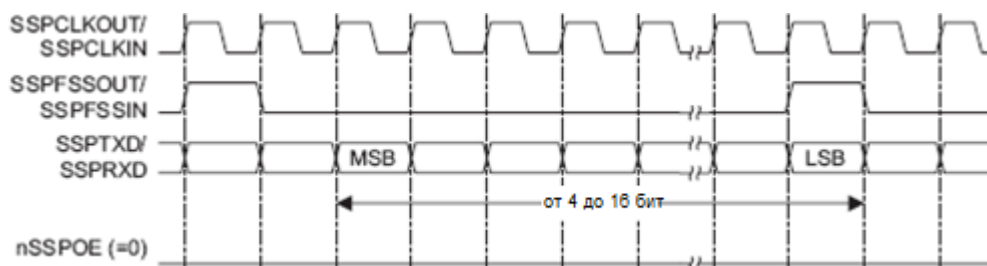 SSPCLKOUT/
SSPCLKIN
SSPFSSOUT/
SSPFSSIN
SSPTXD/
SSPRXD
MSB
LSB
от 4 до 16 бит
nSSPOE (=0)